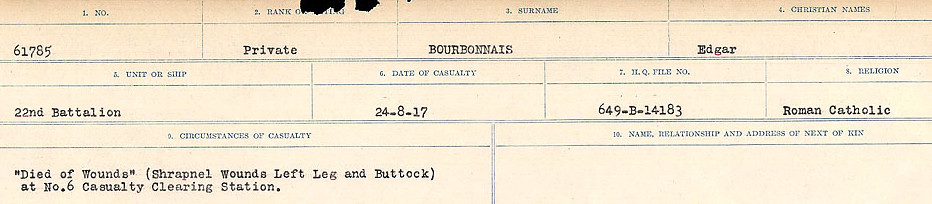 1. NO. 2. RANK 3. SURNAME 4. CHRISTIAN NAMES
61785 Private BOURBONNAIS Edgar
5. UNIT OR SHIP 6. DATE OF CASUALTY 7. H.Q. FILE NO. 8. RELIGION
22nd Battalion 24-8-17 649-B-14183 Roman Catholic
9. CIRCUMSTANCES OF CASUALTY 10. NAME, RELATIONSHIP AND ADDRESS OF NEXT OF KIN
"Died of Wounds" (Shrapnel Wounds Left Leg and Buttock)
at No.6 Casualty Clearing Station.